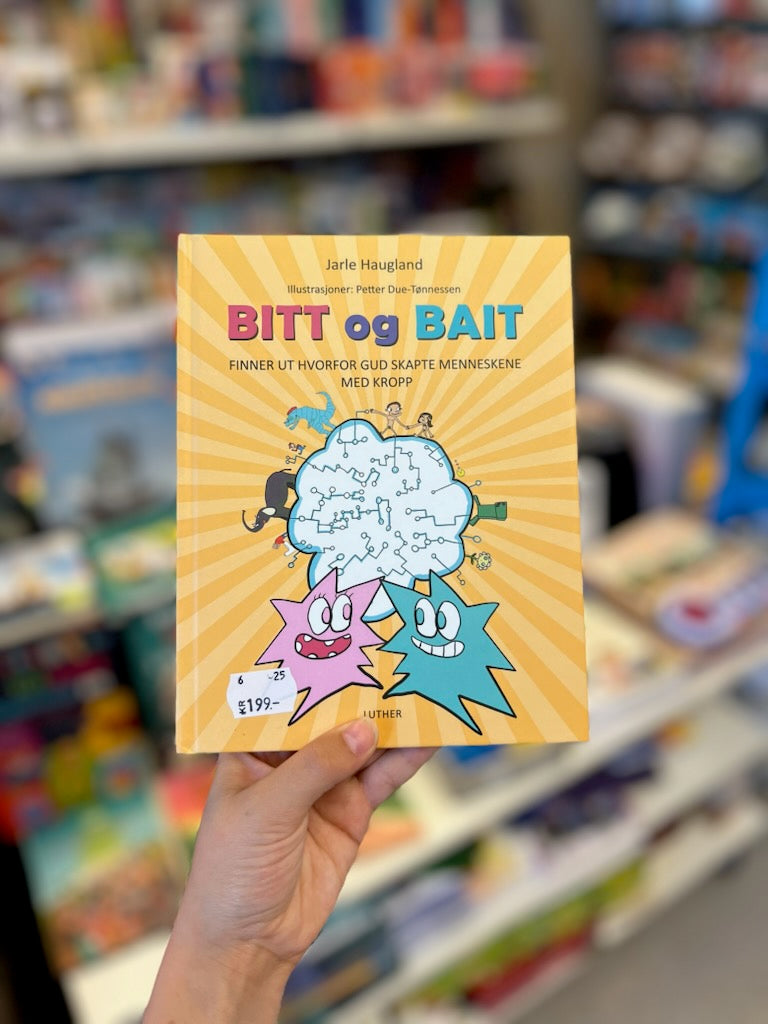 Jarle Haugland
Illustrasjoner: Petter Due-Tønnessen
BITT og BAIT
FINNER UT HVORFOR GUD SKAPTE MENNESKENE
MED KROPP
6 -25
KR 199.-
LUTHER